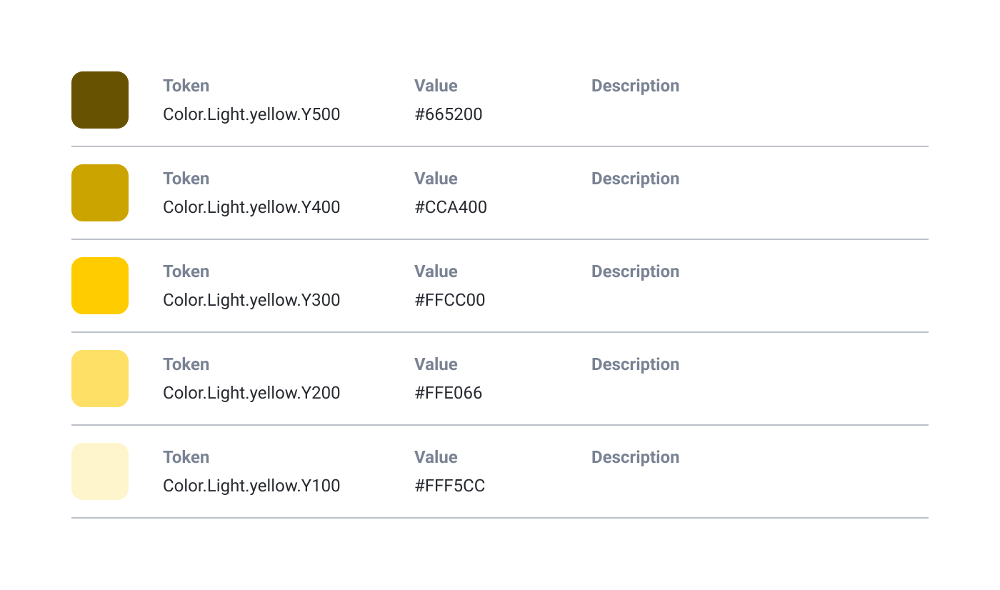 Token Value Description
Color.Light.yellow.Y500 #665200
Token Value Description
Color.Light.yellow.Y400 #CCA400
Token Value Description
Color.Light.yellow.Y300 #FFCC00
Token Value Description
Color.Light.yellow.Y200 #FFE066
Token Value Description
Color.Light.yellow.Y100 #FFF5CC